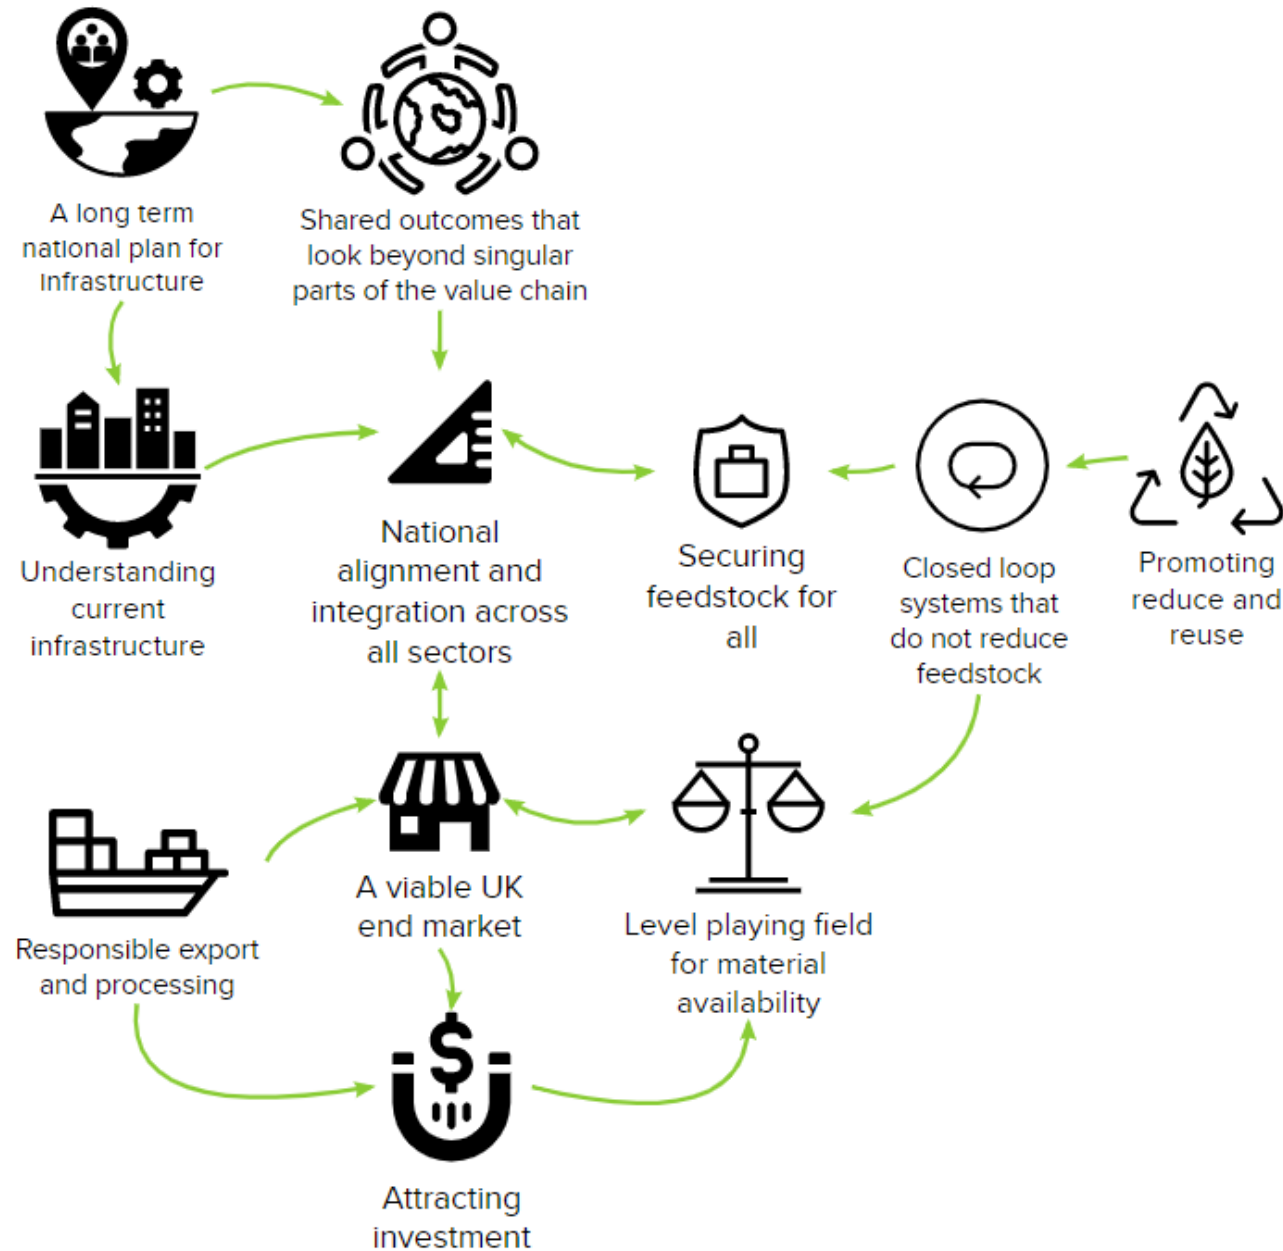 A long term
national plan for
Infrastructure
Shared outcomes that
look beyond singular
parts of the value chain
Understanding
current
infrastructure
National
alignment and
integration across
all sectors
Securing
feedstock for
all
Closed loop
systems that
do not reduce
feedstock
Promoting
reduce and
reuse
Responsible export
and processing
A viable UK
end market
Level playing field
for material
availability
$
Attracting
investment